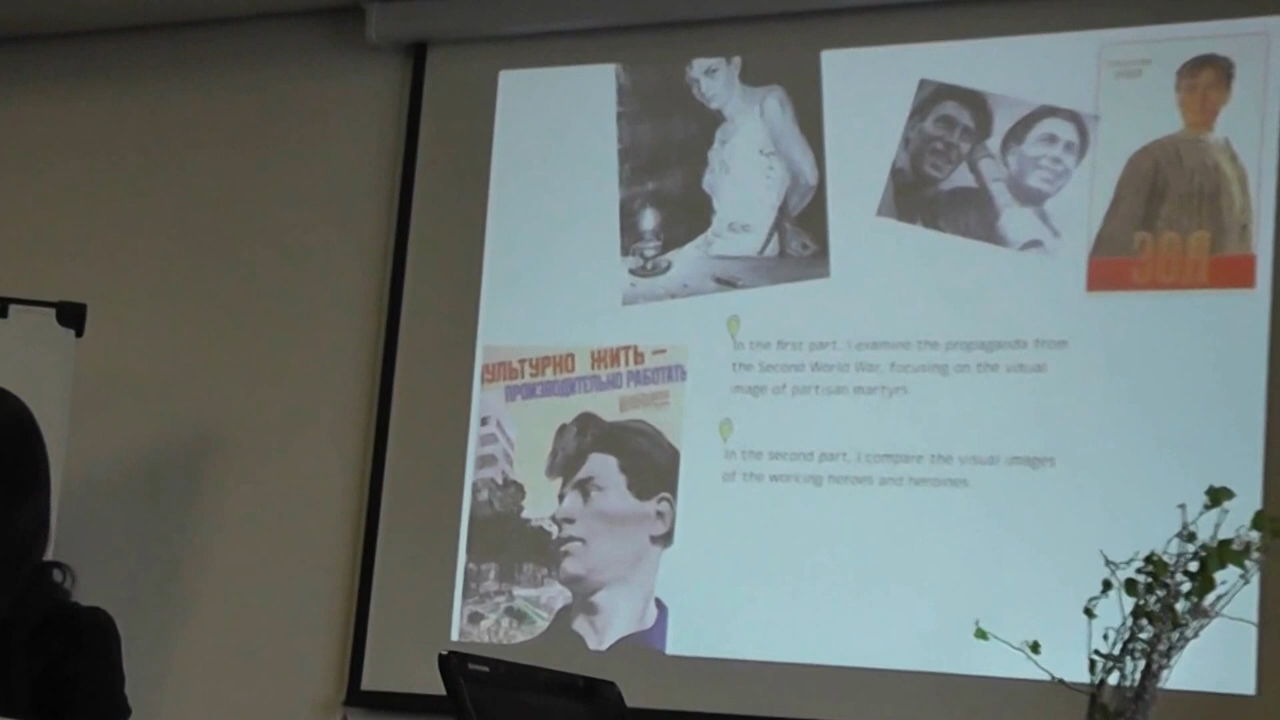 ЗОЯ
УЛЬТУРНО ЖИТЬ –
ПРОИЗВОДИТЕЛЬНО РАБОТАТЬ
In the first part, I examine the propaganda from
the Second World War, focusing on the visual
image of partisan martyrs
In the second part, I compare the visual images
of the working heroes and heroines